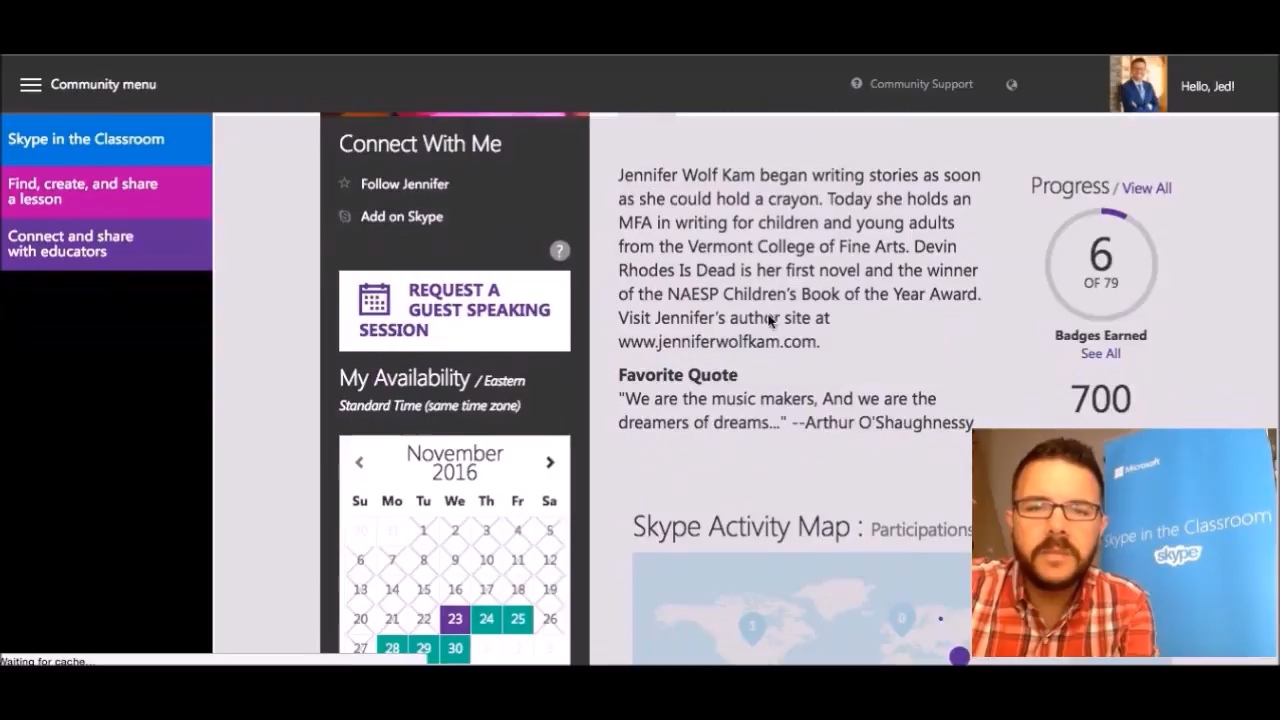 Community menu
Community Support
Hello, Jed!
Skype in the Classroom
Find, create, and share
a lesson
Connect and share
with educators
Connect With Me
Follow Jennifer
Add on Skype
?
REQUEST A
GUEST SPEAKING
SESSION
My Availability / Eastern
Standard Time (same time zone)
November
2016
Su Mo Tu We Th Fr Sa
30 31 1 2 3 4 5
6 7 8 9 10 11 12
13 14 15 16 17 18 19
20 21 22 23 24 25 26
27 28 29 30
Waiting for cache...
Jennifer Wolf Kam began writing stories as soon
as she could hold a crayon. Today she holds an
MFA in writing for children and young adults
from the Vermont College of Fine Arts. Devin
Rhodes Is Dead is her first novel and the winner
of the NAESP Children's Book of the Year Award.
Visit Jennifer's author site at
www.jenniferwolfkam.com.
Favorite Quote
"We are the music makers, And we are the
dreamers of dreams..." --Arthur O'Shaughnessy
Skype Activity Map : Participations
1
0
Progress / View All
6
OF 79
Badges Earned
See All
700
Microsoft
Skype in the Classroom
skype